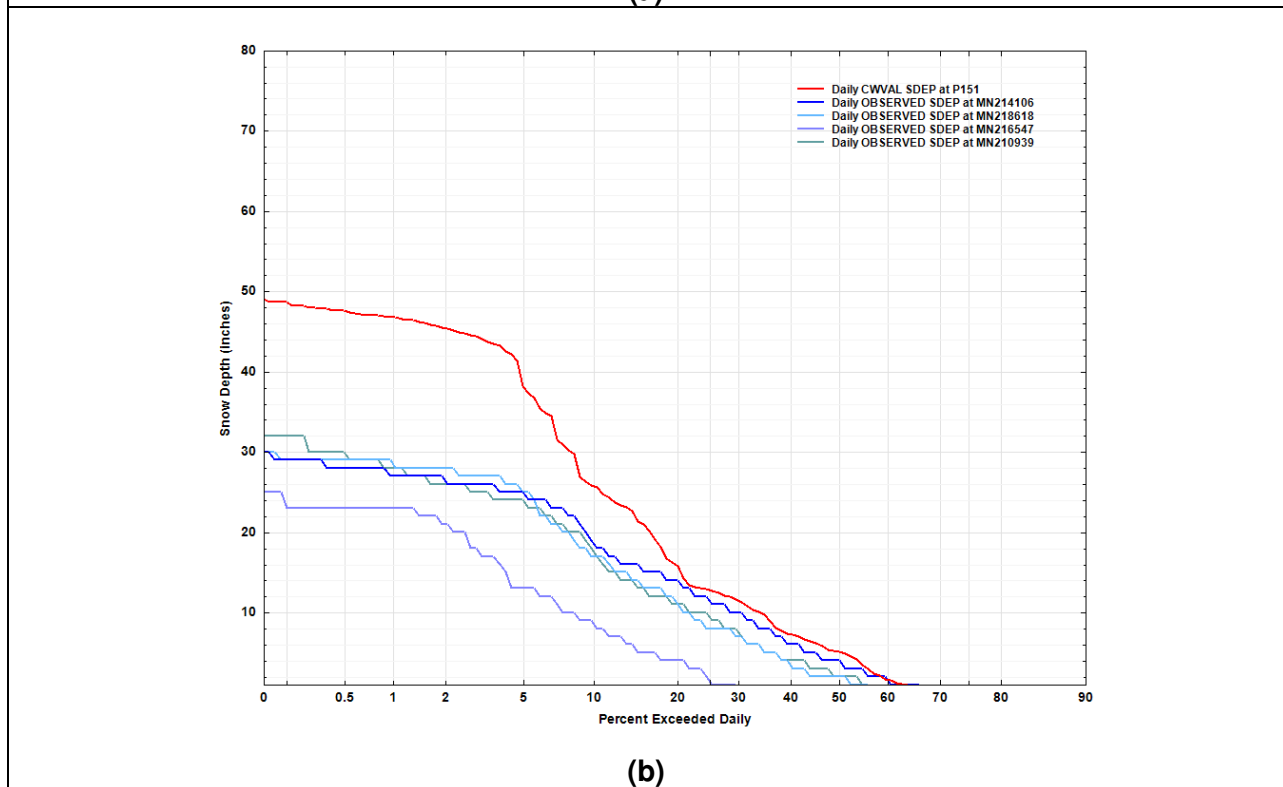 80
70
60
50
40
30
20
10
Snow Depth (inches)
Daily CWVAL SDEP at P151
Daily OBSERVED SDEP at MN214106
Daily OBSERVED SDEP at MN218618
Daily OBSERVED SDEP at MN216547
Daily OBSERVED SDEP at MN210939
0 0.5 1 2 5 10 20 30 40 50 60 70 80 90
Percent Exceeded Daily
(b)